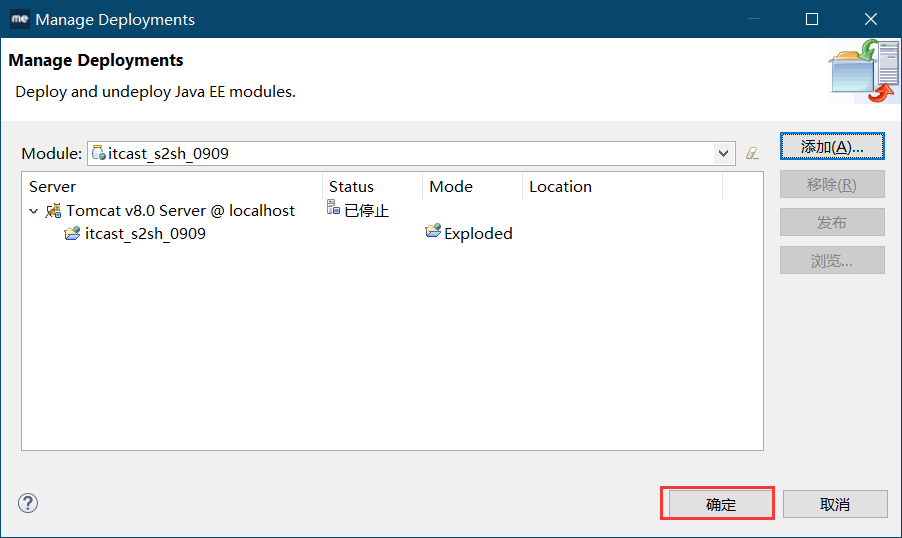 me Manage Deployments
Manage Deployments
Deploy and undeploy Java EE modules.
Module: itcast_s2sh_0909
添加(A)...
Server Status Mode Location
移除(R)
Tomcat v8.0 Server @ localhost 已停止
发布
itcast_s2sh_0909 Exploded
浏览...
?
确定 取消